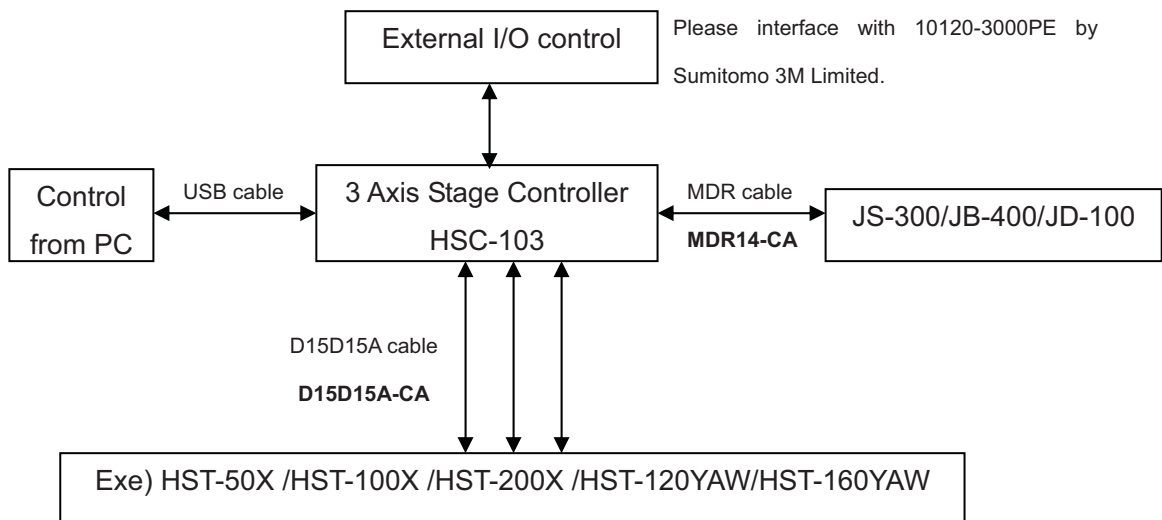 External I/O control
Please interface with 10120-3000PE by
Sumitomo 3M Limited.
Control
from PC
USB cable
3 Axis Stage Controller
HSC-103
MDR cable
MDR14-CA
JS-300/JB-400/JD-100
D15D15A cable
D15D15A-CA
Exe) HST-50X /HST-100X /HST-200X /HST-120YAW/HST-160YAW